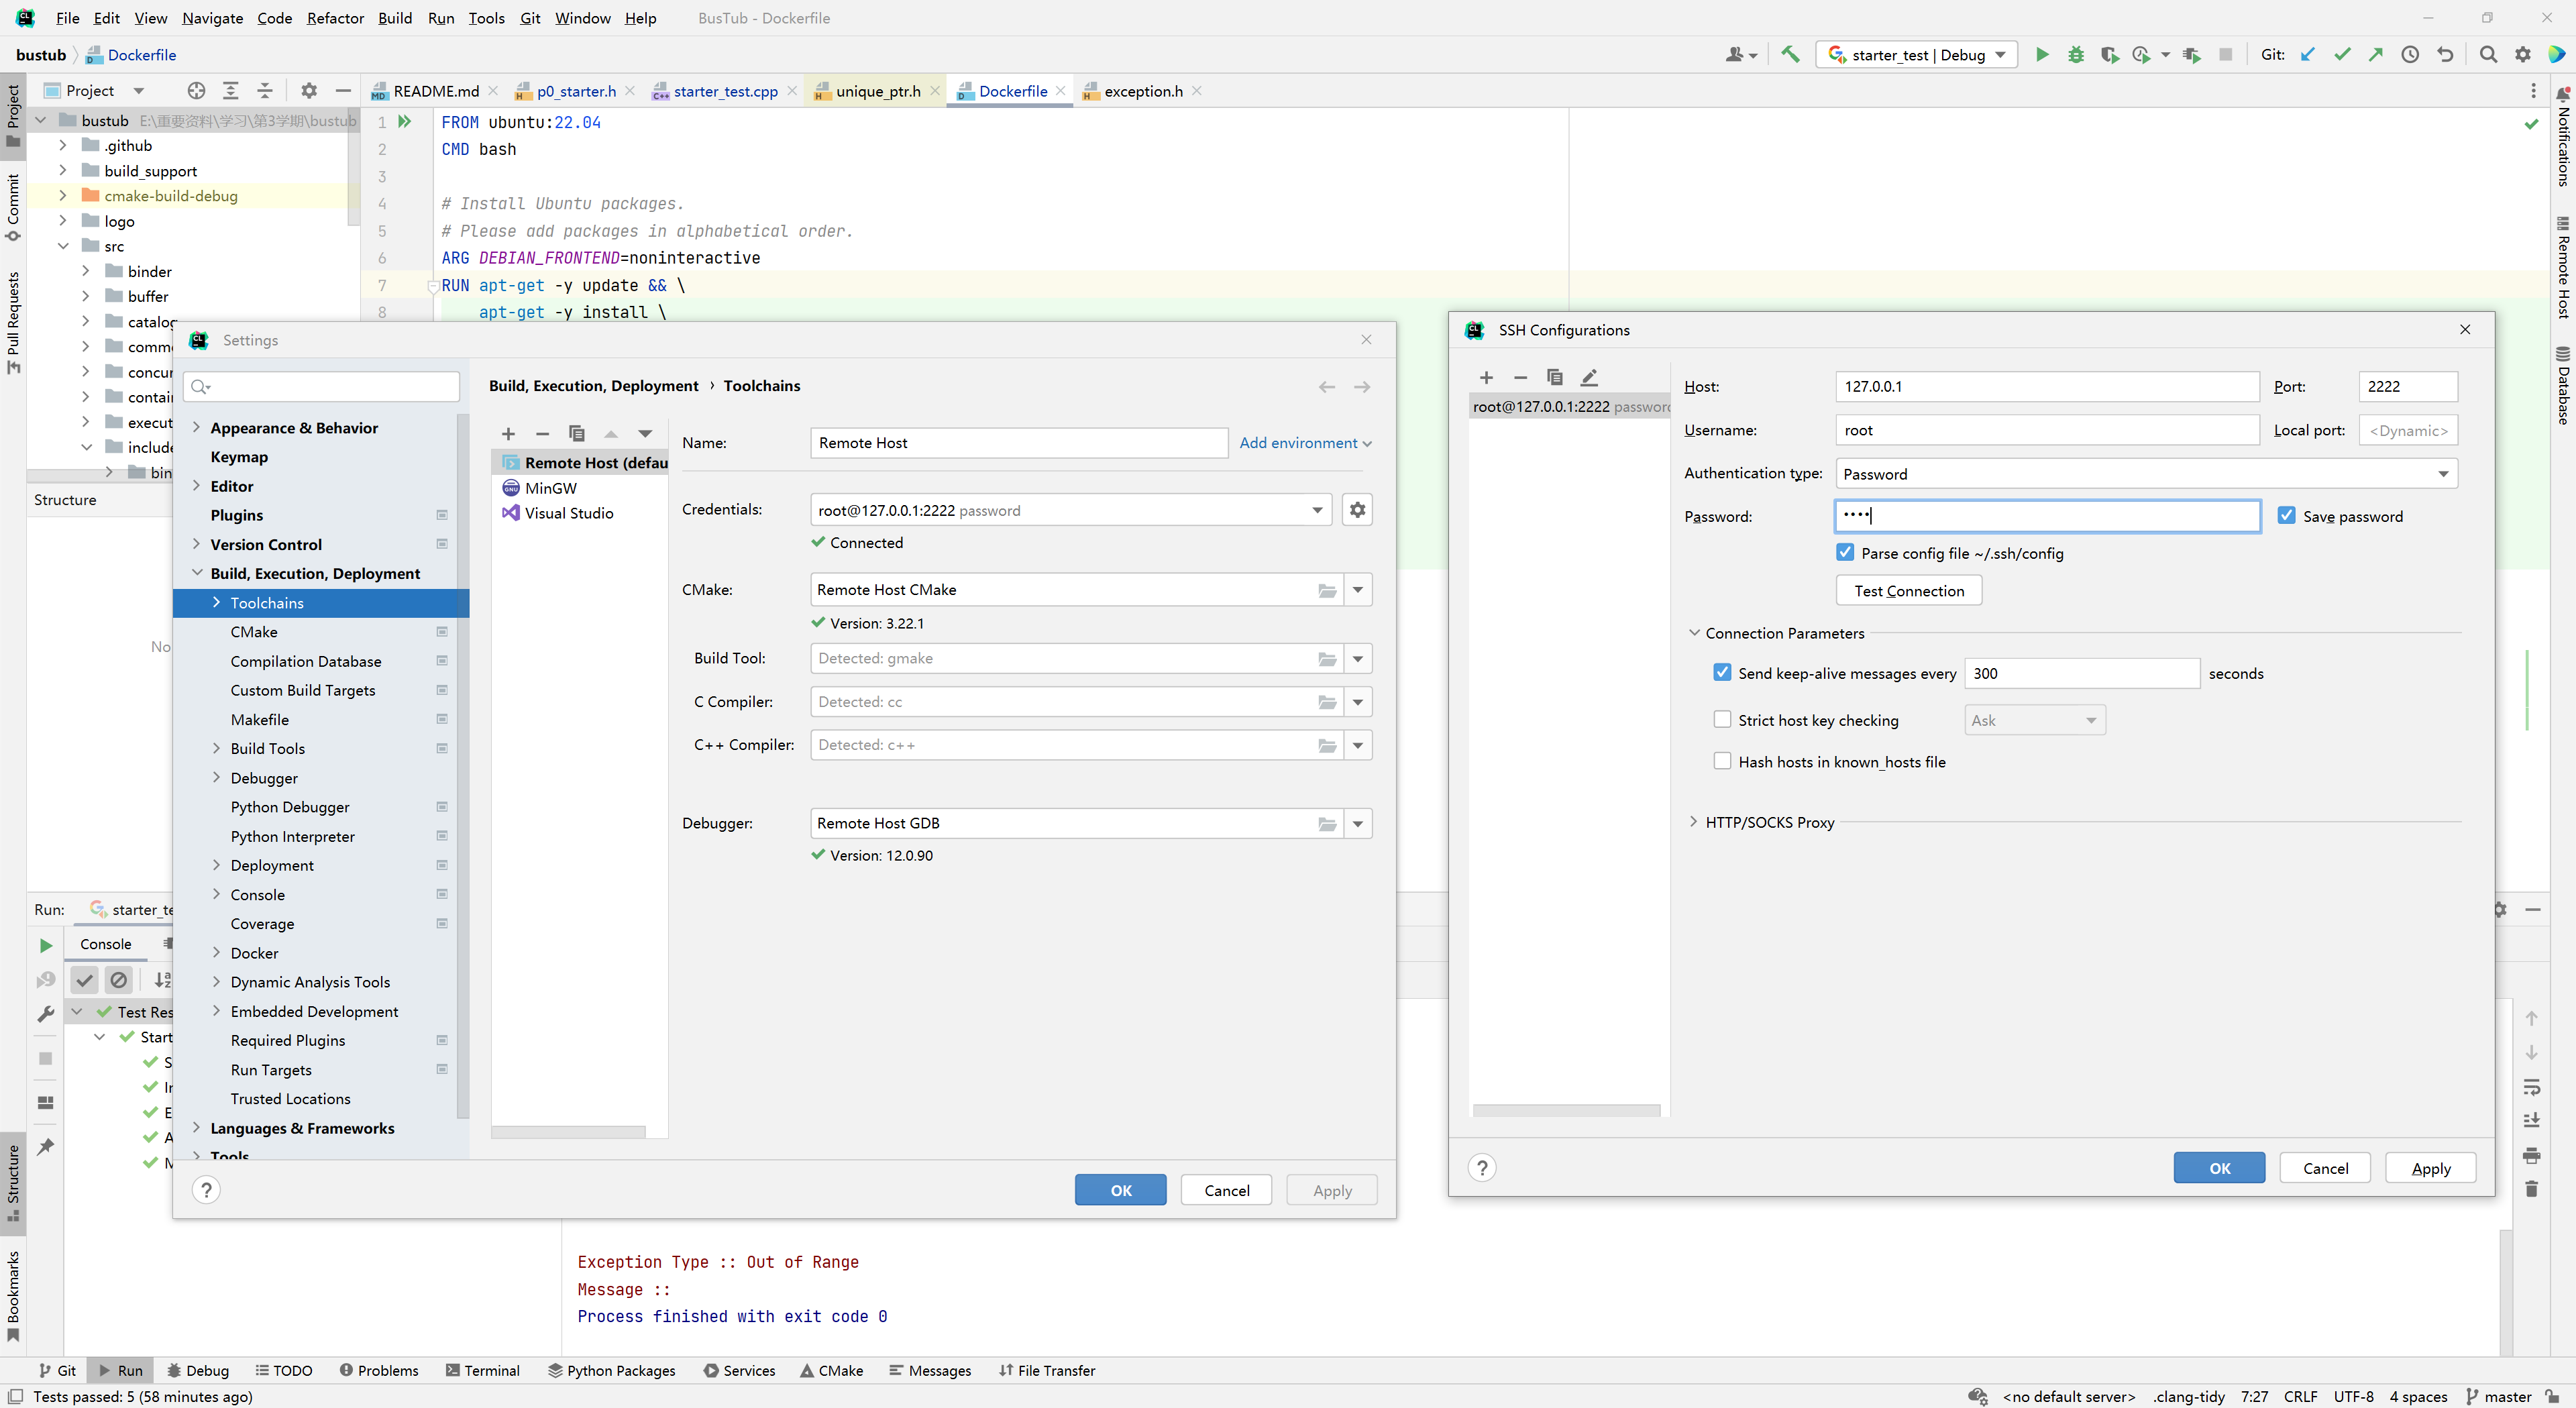 File Edit View Navigate Code Refactor Build Run Tools Git Window Help BusTub - Dockerfile
bustub Dockerfile
starter_test | Debug
Git:
Project
README.md
p0_starter.h
starter_test.cpp
unique_ptr.h
Dockerfile
exception.h
bustub E:\重要资料\学习\第3学期\bustub
.github
build_support
cmake-build-debug
logo
src
binder
buffer
catalog
comm
concur
contai
execut
include
bin
Structure
No
1 FROM ubuntu:22.04
2 CMD bash
3
4 # Install Ubuntu packages.
5 # Please add packages in alphabetical order.
6 ARG DEBIAN_FRONTEND=noninteractive
7 RUN apt-get -y update && \
8 apt-get -y install \
Project
Commit
Pull Requests
Structure
Bookmarks
Notifications
Remote Host
Database
Settings
Appearance & Behavior
Keymap
Editor
Plugins
Version Control
Build, Execution, Deployment
Toolchains
CMake
Compilation Database
Custom Build Targets
Makefile
Build Tools
Debugger
Python Debugger
Python Interpreter
Deployment
Console
Coverage
Docker
Dynamic Analysis Tools
Embedded Development
Required Plugins
Run Targets
Trusted Locations
Languages & Frameworks
Tools
Build, Execution, Deployment › Toolchains
Remote Host (defau
MinGW
Visual Studio
Name: Remote Host Add environment
Credentials: root@127.0.0.1:2222 password
Connected
CMake: Remote Host CMake
Version: 3.22.1
Build Tool: Detected: gmake
C Compiler: Detected: cc
C++ Compiler: Detected: c++
Debugger: Remote Host GDB
Version: 12.0.90
? OK Cancel Apply
SSH Configurations
root@127.0.0.1:2222 password
Host: 127.0.0.1 Port: 2222
Username: root Local port: <Dynamic>
Authentication type: Password
Password: •••• Save password
Parse config file ~/.ssh/config
Test Connection
Connection Parameters
Send keep-alive messages every 300 seconds
Strict host key checking Ask
Hash hosts in known_hosts file
HTTP/SOCKS Proxy
? OK Cancel Apply
Run: starter_te
Console
Test Res
Start
S
In
E
A
M
Exception Type :: Out of Range
Message ::
Process finished with exit code 0
Git Run Debug TODO Problems Terminal Python Packages Services CMake Messages File Transfer
Tests passed: 5 (58 minutes ago) <no default server> .clang-tidy 7:27 CRLF UTF-8 4 spaces master